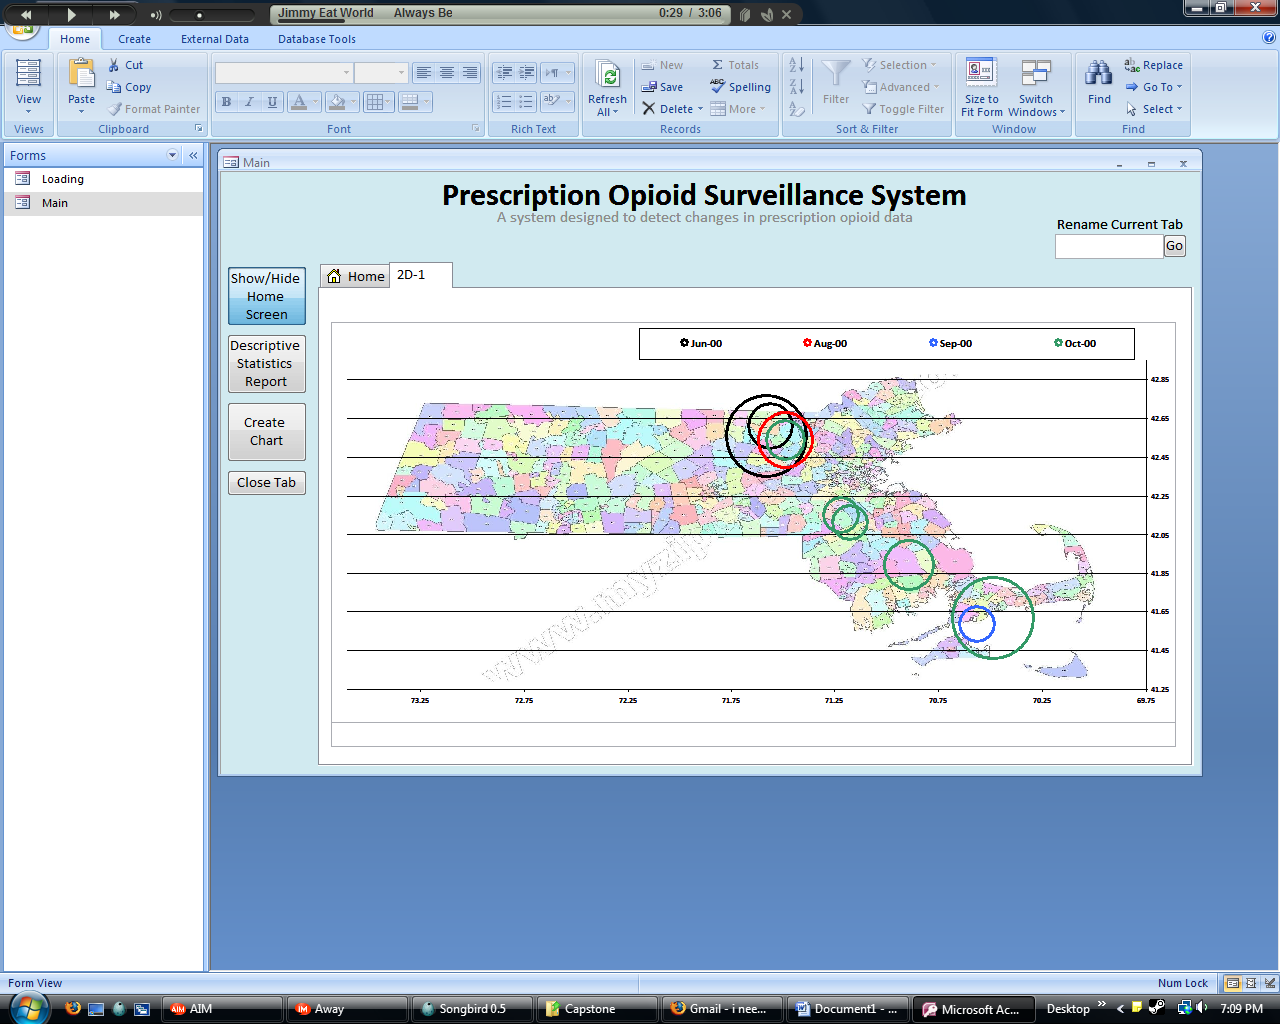 Jimmy Eat World Always Be 0:29 / 3:06
Home Create External Data Database Tools
View
Views
Paste
Cut
Copy
Format Painter
Clipboard
B I U A
Font
Rich Text
Refresh
All
New
Save
Delete
Totals
Spelling
More
Records
Filter
Selection
Advanced
Toggle Filter
Sort & Filter
Size to
Fit Form
Switch
Windows
Window
Find
Replace
Go To
Select
Find
Forms
Loading
Main
Main
Prescription Opioid Surveillance System
A system designed to detect changes in prescription opioid data
Rename Current Tab
Go
Show/Hide
Home
Screen
Descriptive
Statistics
Report
Create
Chart
Close Tab
Home 2D-1
Jun-00 Aug-00 Sep-00 Oct-00
42.85
42.65
42.45
42.25
42.05
41.85
41.65
41.45
41.25
73.25 72.75 72.25 71.75 71.25 70.75 70.25 69.75
Form View
Num Lock
AIM Away Songbird 0.5 Capstone Gmail - i nee... Document1 - ... Microsoft Ac... Desktop 7:09 PM